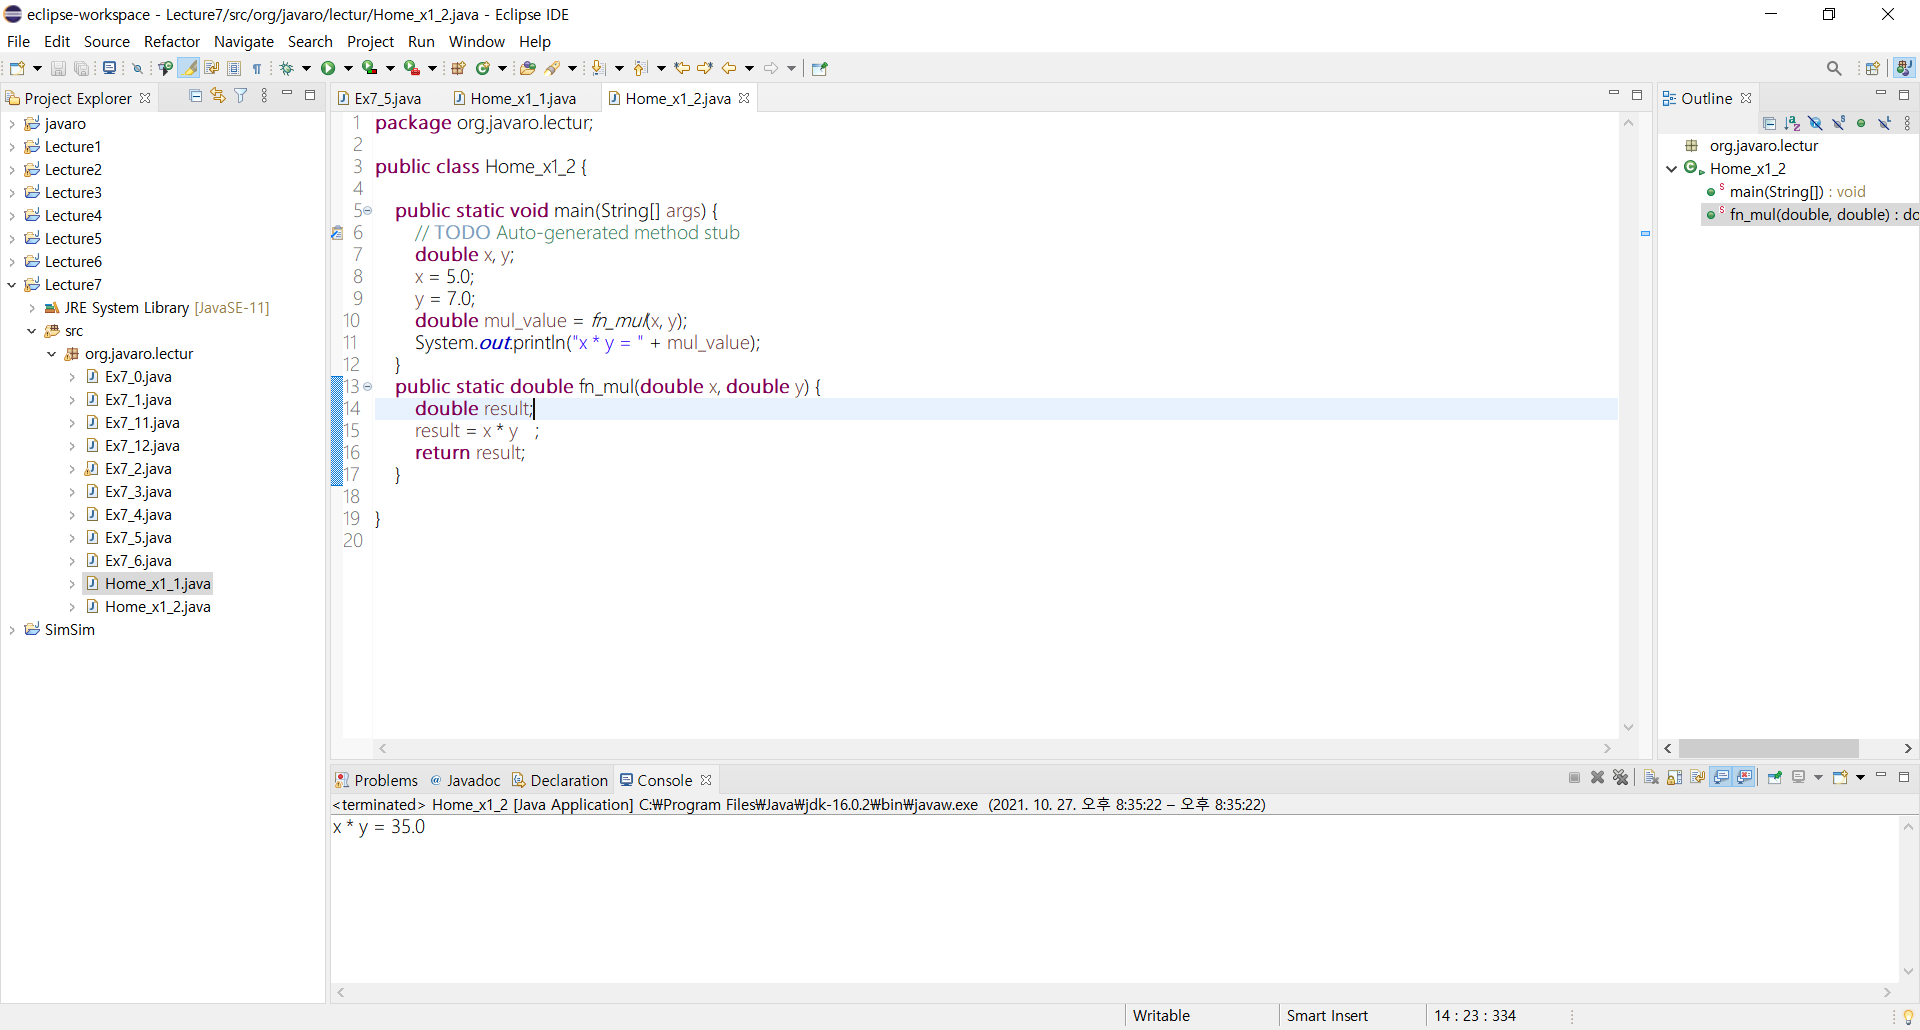 eclipse-workspace - Lecture7/src/org/javaro/lectur/Home_x1_2.java - Eclipse IDE
File Edit Source Refactor Navigate Search Project Run Window Help
Project Explorer
javaro
Lecture1
Lecture2
Lecture3
Lecture4
Lecture5
Lecture6
Lecture7
JRE System Library [JavaSE-11]
src
org.javaro.lectur
Ex7_0.java
Ex7_1.java
Ex7_11.java
Ex7_12.java
Ex7_2.java
Ex7_3.java
Ex7_4.java
Ex7_5.java
Ex7_6.java
Home_x1_1.java
Home_x1_2.java
SimSim
Ex7_5.java Home_x1_1.java Home_x1_2.java
1 package org.javaro.lectur;
2
3 public class Home_x1_2 {
4
5 public static void main(String[] args) {
6 // TODO Auto-generated method stub
7 double x, y;
8 x = 5.0;
9 y = 7.0;
10 double mul_value = fn_mul(x, y);
11 System.out.println("x * y = " + mul_value);
12 }
13 public static double fn_mul(double x, double y) {
14 double result;
15 result = x * y ;
16 return result;
17 }
18
19 }
20
Outline
org.javaro.lectur
Home_x1_2
main(String[]) : void
fn_mul(double, double) : do
Problems @ Javadoc Declaration Console
<terminated> Home_x1_2 [Java Application] C:₩Program Files₩Java₩jdk-16.0.2₩bin₩javaw.exe (2021. 10. 27. 오후 8:35:22 – 오후 8:35:22)
x * y = 35.0
Writable Smart Insert 14 : 23 : 334